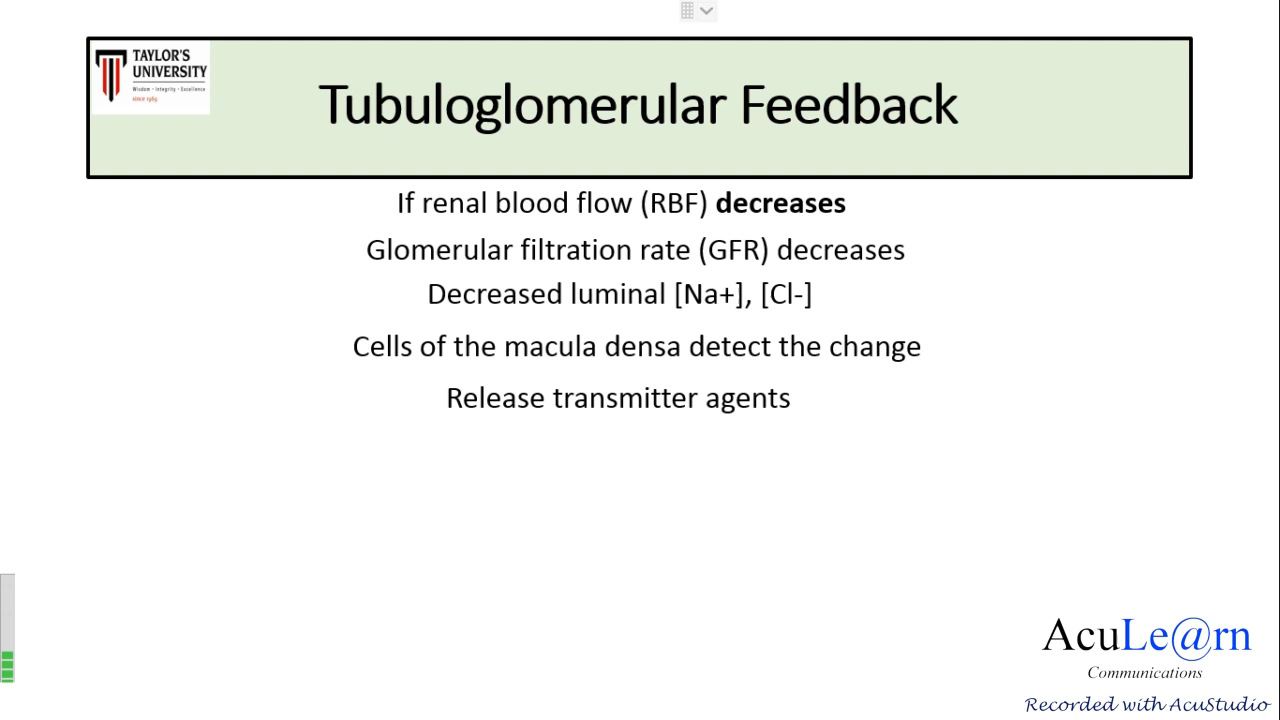 TAYLOR'S
UNIVERSITY
Wisdom · Integrity · Excellence
since 1969
Tubuloglomerular Feedback
If renal blood flow (RBF) decreases
Glomerular filtration rate (GFR) decreases
Decreased luminal [Na+], [Cl-]
Cells of the macula densa detect the change
Release transmitter agents
AcuLe@rn
Communications
Recorded with AcuStudio